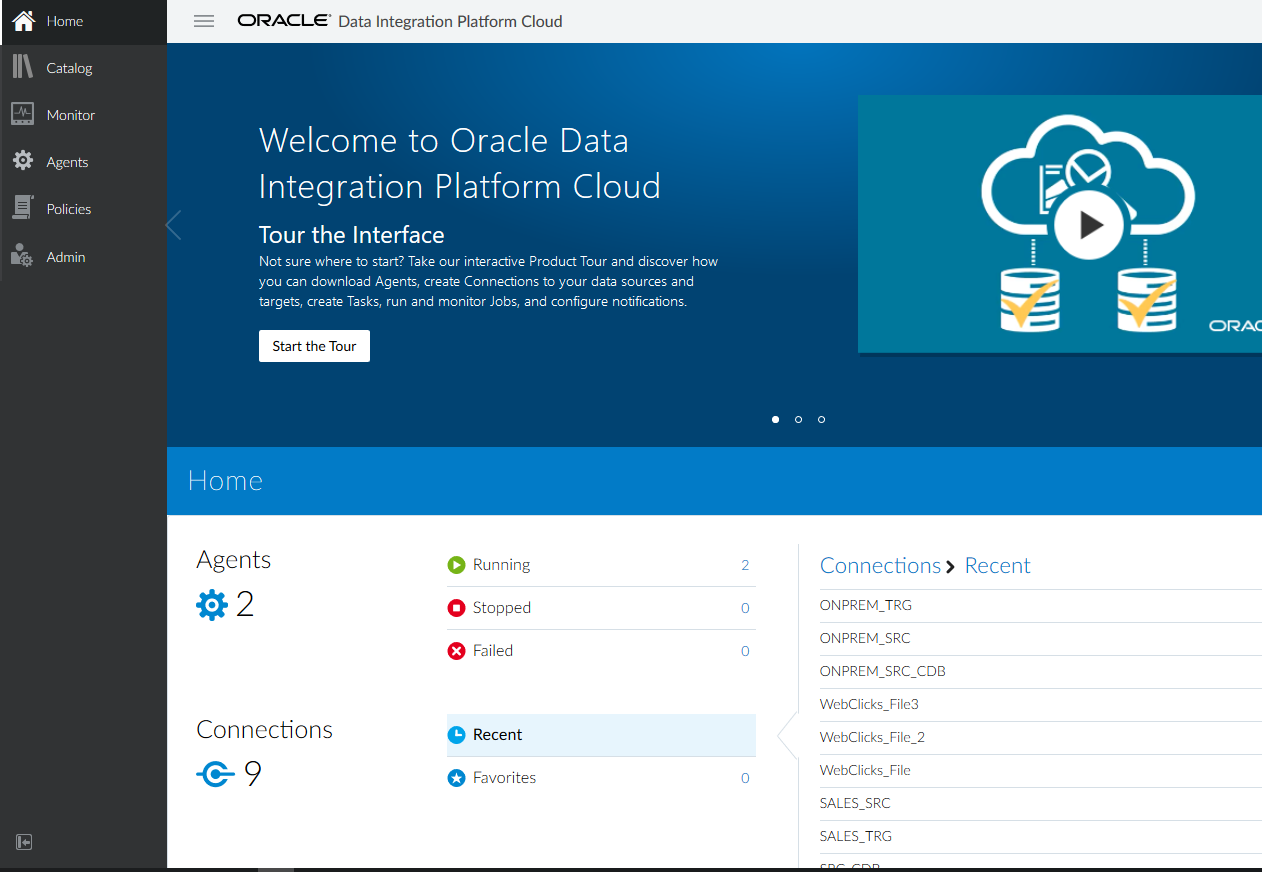 Home
ORACLE® Data Integration Platform Cloud
Catalog
Monitor
Agents
Policies
Admin
Welcome to Oracle Data
Integration Platform Cloud
Tour the Interface
Not sure where to start? Take our interactive Product Tour and discover how
you can download Agents, create Connections to your data sources and
targets, create Tasks, run and monitor Jobs, and configure notifications.
Start the Tour
ORAC
Home
Agents
2
Running 2
Stopped 0
Failed 0
Connections
9
Recent
Favorites 0
Connections > Recent
ONPREM_TRG
ONPREM_SRC
ONPREM_SRC_CDB
WebClicks_File3
WebClicks_File_2
WebClicks_File
SALES_SRC
SALES_TRG
SRC_CDB